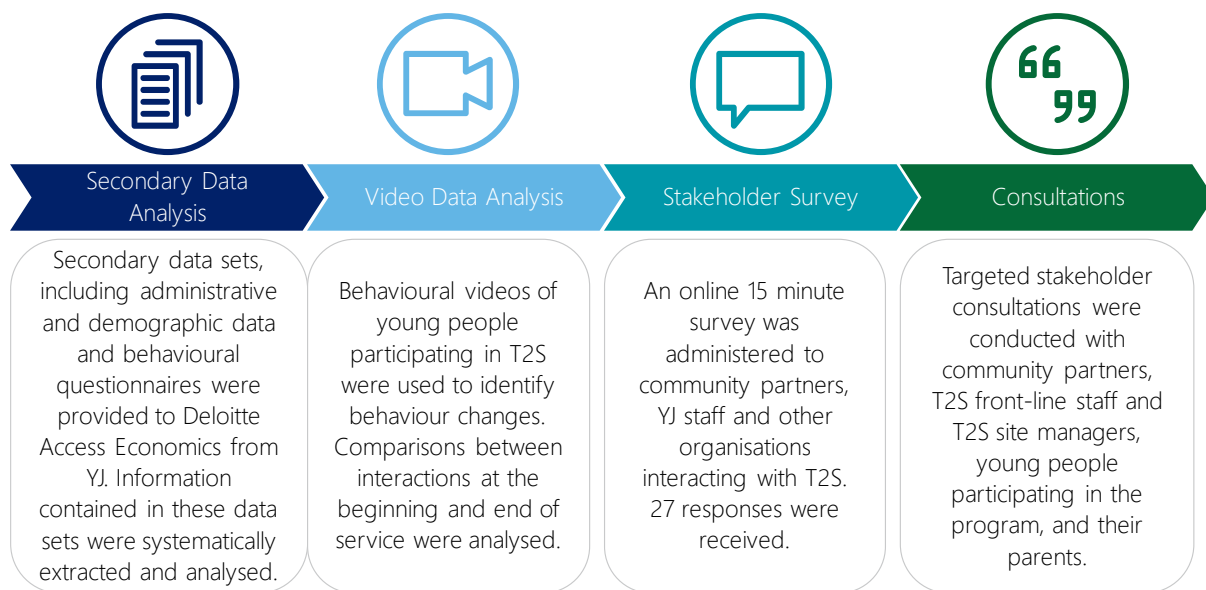 66
99
Secondary Data
Analysis
Video Data Analysis
Stakeholder Survey
Consultations
Secondary data sets,
including administrative
and demographic data
and behavioural
questionnaires were
provided to Deloitte
Access Economics from
YJ. Information
contained in these data
sets were systematically
extracted and analysed.
Behavioural videos of
young people
participating in T2S
were used to identify
behaviour changes.
Comparisons between
interactions at the
beginning and end of
service were analysed.
An online 15 minute
survey was
administered to
community partners,
YJ staff and other
organisations
interacting with T2S.
27 responses were
received.
Targeted stakeholder
consultations were
conducted with
community partners,
T2S front-line staff and
T2S site managers,
young people
participating in the
program, and their
parents.